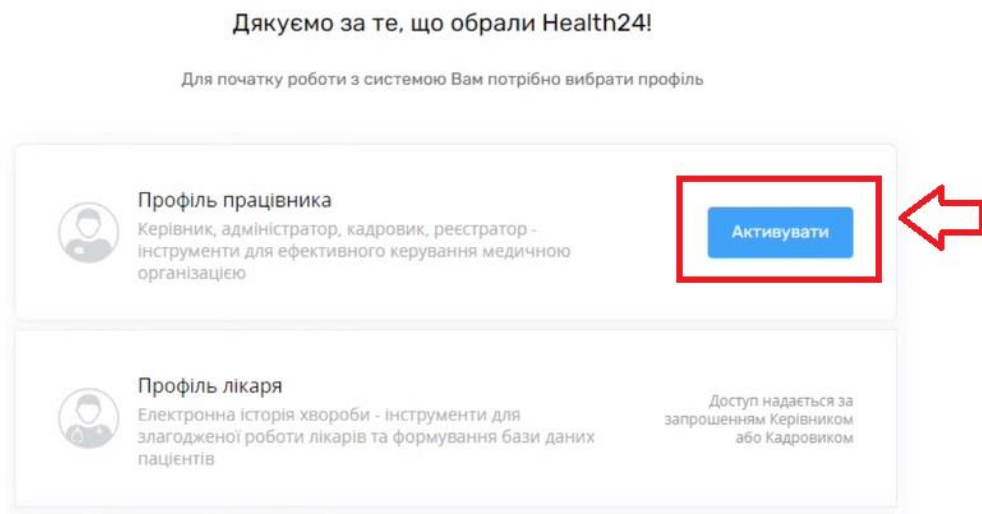 Дякуємо за те, що обрали Health24!
Для початку роботи з системою Вам потрібно вибрати профіль
Профіль працівника
Керівник, адміністратор, кадровик, реєстратор -
інструменти для ефективного керування медичною
організацією
Активувати
Профіль лікаря
Електронна історія хвороби - інструменти для
злагодженої роботи лікарів та формування бази даних
пацієнтів
Доступ надається за
запрошенням Керівником
або Кадровиком